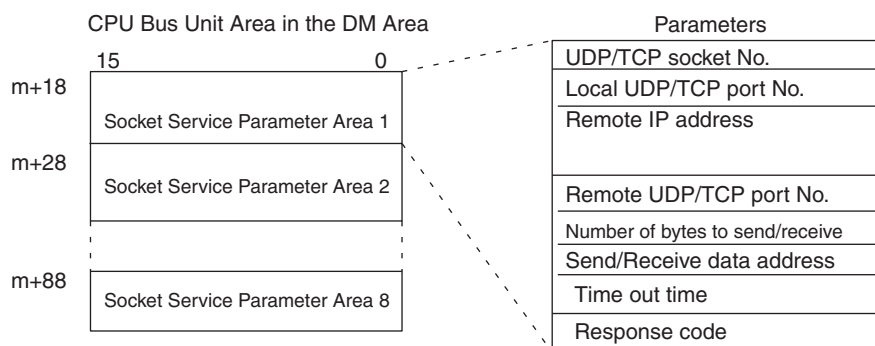 CPU Bus Unit Area in the DM Area
15 0
m+18
Socket Service Parameter Area 1
m+28
Socket Service Parameter Area 2
m+88
Socket Service Parameter Area 8
Parameters
UDP/TCP socket No.
Local UDP/TCP port No.
Remote IP address
Remote UDP/TCP port No.
Number of bytes to send/receive
Send/Receive data address
Time out time
Response code